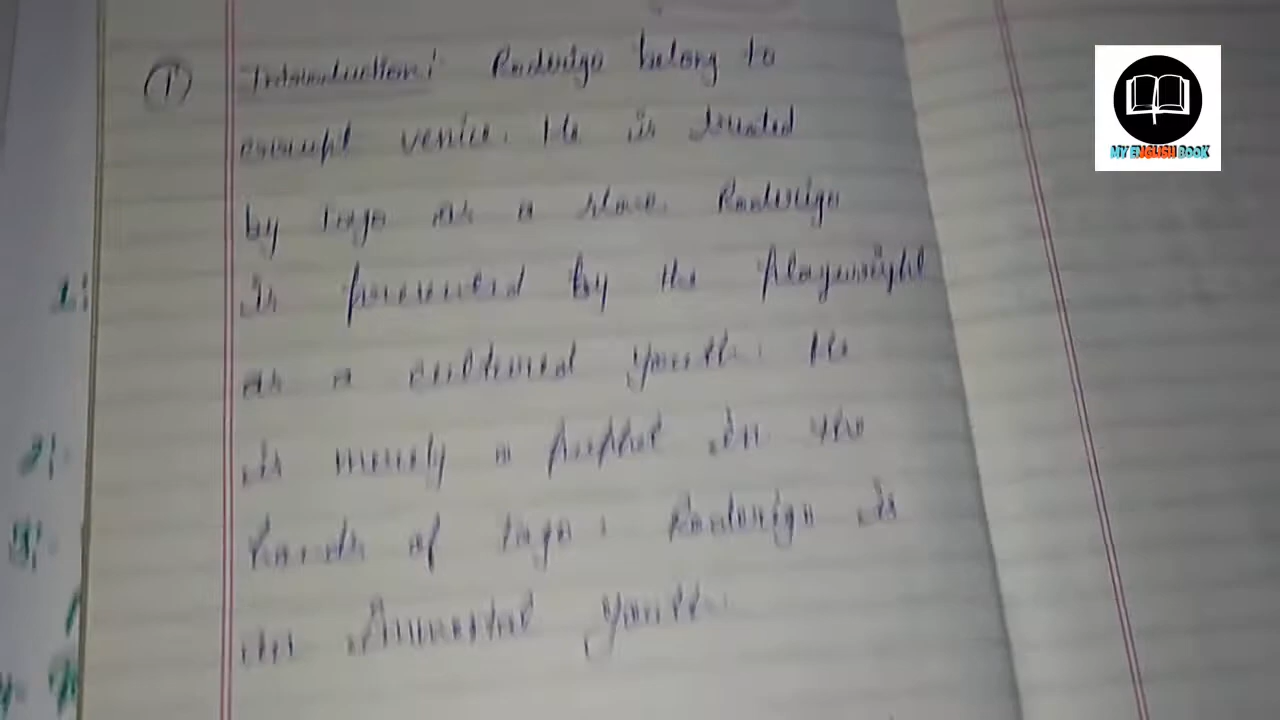 (1) Introduction: Roderigo belong to
corrupt venice. He is treated
by Iago as a slave. Roderigo
is presented by the playwright
as a cultured youth. He
is merely a puppet in the
hands of Iago. Roderigo is
an immoral youth.
MY ENGLISH BOOK